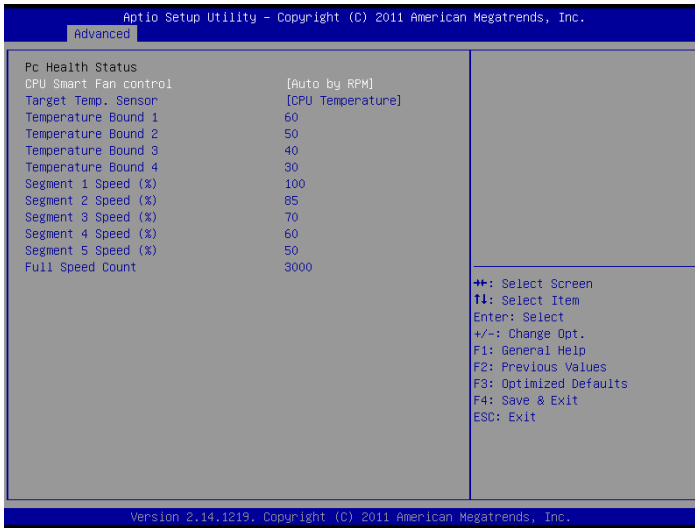 Aptio Setup Utility – Copyright (C) 2011 American Megatrends, Inc.
Advanced
Pc Health Status
CPU Smart Fan control [Auto by RPM]
Target Temp. Sensor [CPU Temperature]
Temperature Bound 1 60
Temperature Bound 2 50
Temperature Bound 3 40
Temperature Bound 4 30
Segment 1 Speed (%) 100
Segment 2 Speed (%) 85
Segment 3 Speed (%) 70
Segment 4 Speed (%) 60
Segment 5 Speed (%) 50
Full Speed Count 3000
→←: Select Screen
↑↓: Select Item
Enter: Select
+/-: Change Opt.
F1: General Help
F2: Previous Values
F3: Optimized Defaults
F4: Save & Exit
ESC: Exit
Version 2.14.1219. Copyright (C) 2011 American Megatrends, Inc.